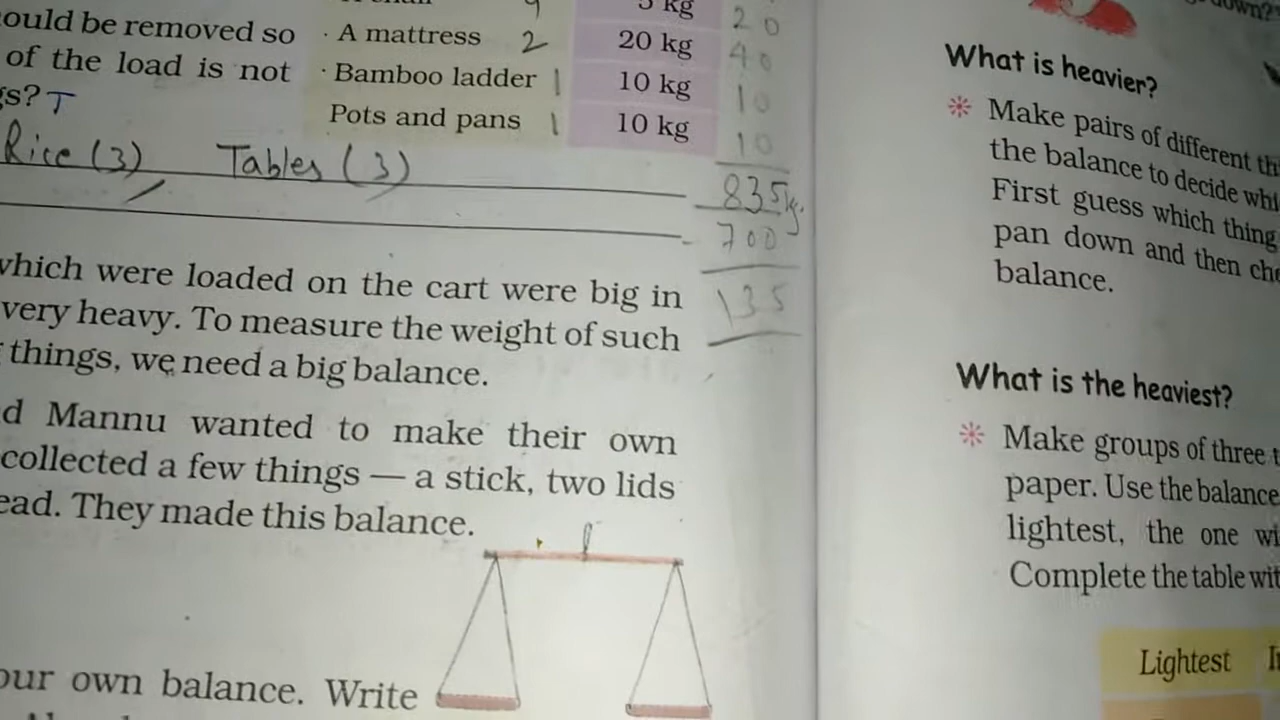 ould be removed so
of the load is not
gs? T
Rice (3) Tables (3)
5 kg 20
· A mattress 2 20 kg 40
· Bamboo ladder 1 10 kg 10
Pots and pans 1 10 kg 10
835kg.
700
135
which were loaded on the cart were big in
very heavy. To measure the weight of such
things, we need a big balance.
d Mannu wanted to make their own
collected a few things — a stick, two lids
ead. They made this balance.
our own balance. Write
down?
What is heavier?
Make pairs of different th
the balance to decide whi
First guess which thing
pan down and then che
balance.
What is the heaviest?
Make groups of three t
paper. Use the balance
lightest, the one wi
Complete the table wit
Lightest